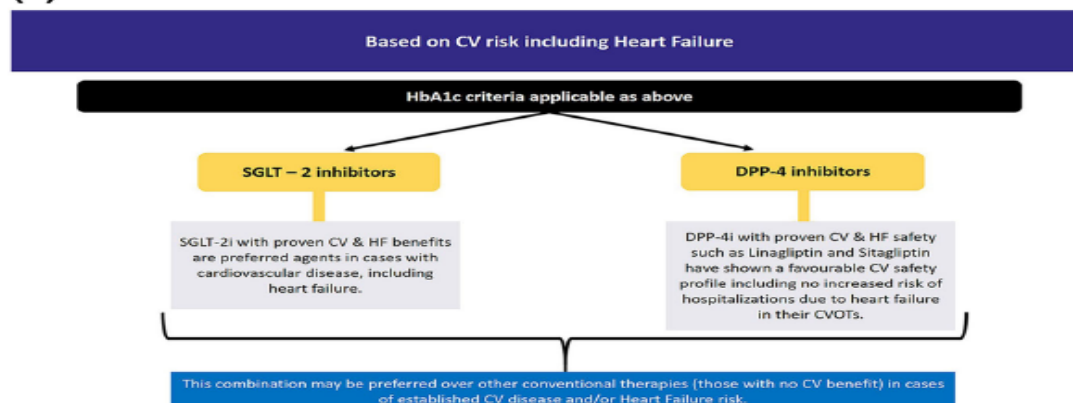 Based on CV risk including Heart Failure
HbA1c criteria applicable as above
SGLT – 2 inhibitors
SGLT-2i with proven CV & HF benefits
are preferred agents in cases with
cardiovascular disease, including
heart failure.
DPP-4 inhibitors
DPP-4i with proven CV & HF safety
such as Linagliptin and Sitagliptin
have shown a favourable CV safety
profile including no increased risk of
hospitalizations due to heart failure
in their CVOTs.
This combination may be preferred over other conventional therapies (those with no CV benefit) in cases
of established CV disease and/or Heart Failure risk.